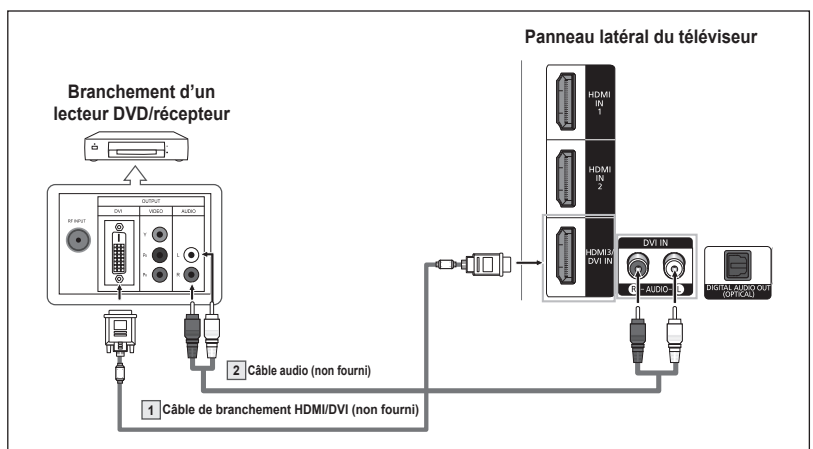 Panneau latéral du téléviseur
Branchement d'un
lecteur DVD/récepteur
HDMI
IN
1
HDMI
IN
2
HDMI3/
DVI IN
DVI IN
R - AUDIO - L
DIGITAL AUDIO OUT
(OPTICAL)
OUTPUT
RF INPUT
DVI
VIDEO
AUDIO
Y
PB
PR
L
R
2 Câble audio (non fourni)
1 Câble de branchement HDMI/DVI (non fourni)